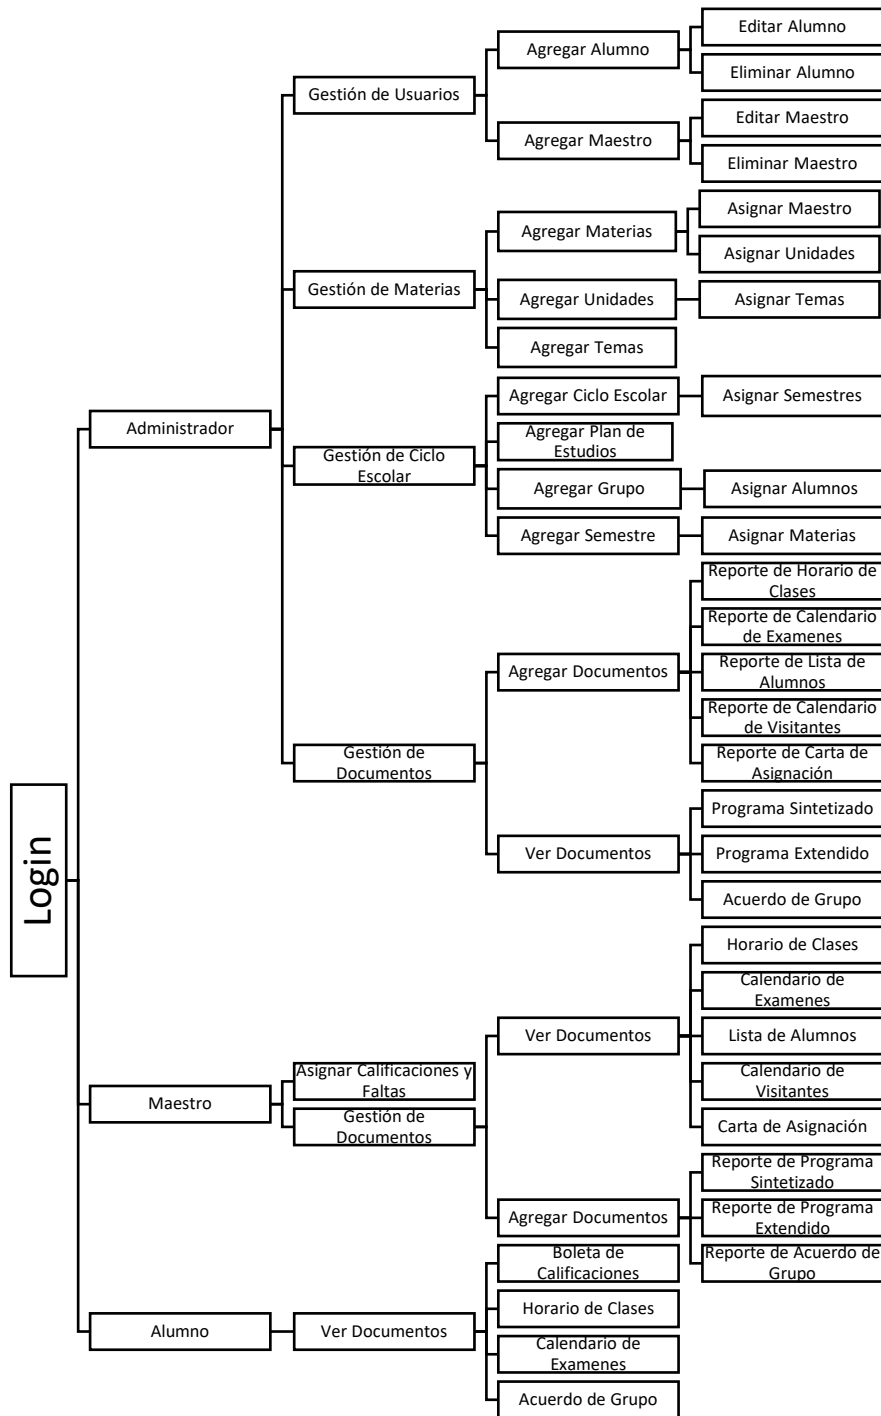 Login
Administrador
Gestión de Usuarios
Agregar Alumno
Editar Alumno
Eliminar Alumno
Agregar Maestro
Editar Maestro
Eliminar Maestro
Gestión de Materias
Agregar Materias
Asignar Maestro
Asignar Unidades
Agregar Unidades
Asignar Temas
Agregar Temas
Gestión de Ciclo
Escolar
Agregar Ciclo Escolar
Asignar Semestres
Agregar Plan de
Estudios
Agregar Grupo
Asignar Alumnos
Agregar Semestre
Asignar Materias
Gestión de
Documentos
Agregar Documentos
Reporte de Horario de
Clases
Reporte de Calendario
de Examenes
Reporte de Lista de
Alumnos
Reporte de Calendario
de Visitantes
Reporte de Carta de
Asignación
Ver Documentos
Programa Sintetizado
Programa Extendido
Acuerdo de Grupo
Maestro
Asignar Calificaciones y
Faltas
Gestión de
Documentos
Ver Documentos
Horario de Clases
Calendario de
Examenes
Lista de Alumnos
Calendario de
Visitantes
Carta de Asignación
Agregar Documentos
Reporte de Programa
Sintetizado
Reporte de Programa
Extendido
Reporte de Acuerdo de
Grupo
Alumno
Ver Documentos
Boleta de
Calificaciones
Horario de Clases
Calendario de
Examenes
Acuerdo de Grupo